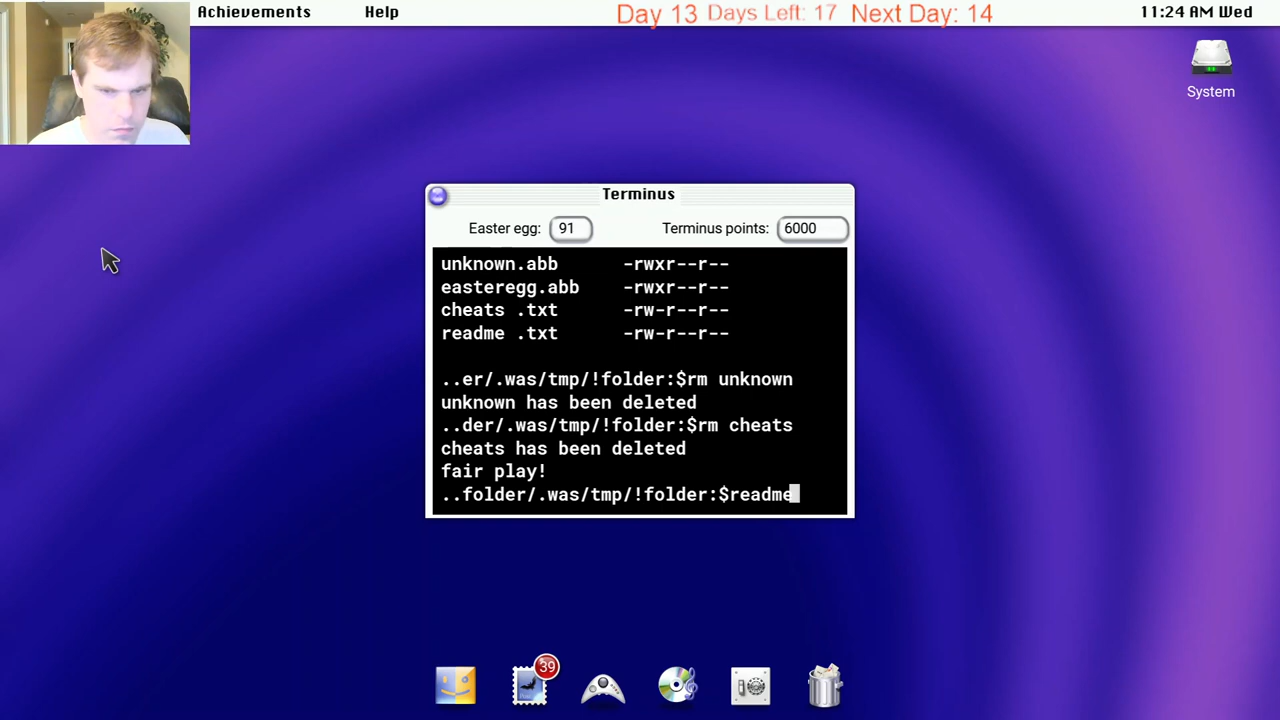 Achievements Help Day 13 Days Left: 17 Next Day: 14 11:24 AM Wed
System
Terminus
Easter egg: 91 Terminus points: 6000
unknown.abb -rwxr--r--
easteregg.abb -rwxr--r--
cheats .txt -rw-r--r--
readme .txt -rw-r--r--
..er/.was/tmp/!folder:$rm unknown
unknown has been deleted
..der/.was/tmp/!folder:$rm cheats
cheats has been deleted
fair play!
..folder/.was/tmp/!folder:$readme
39